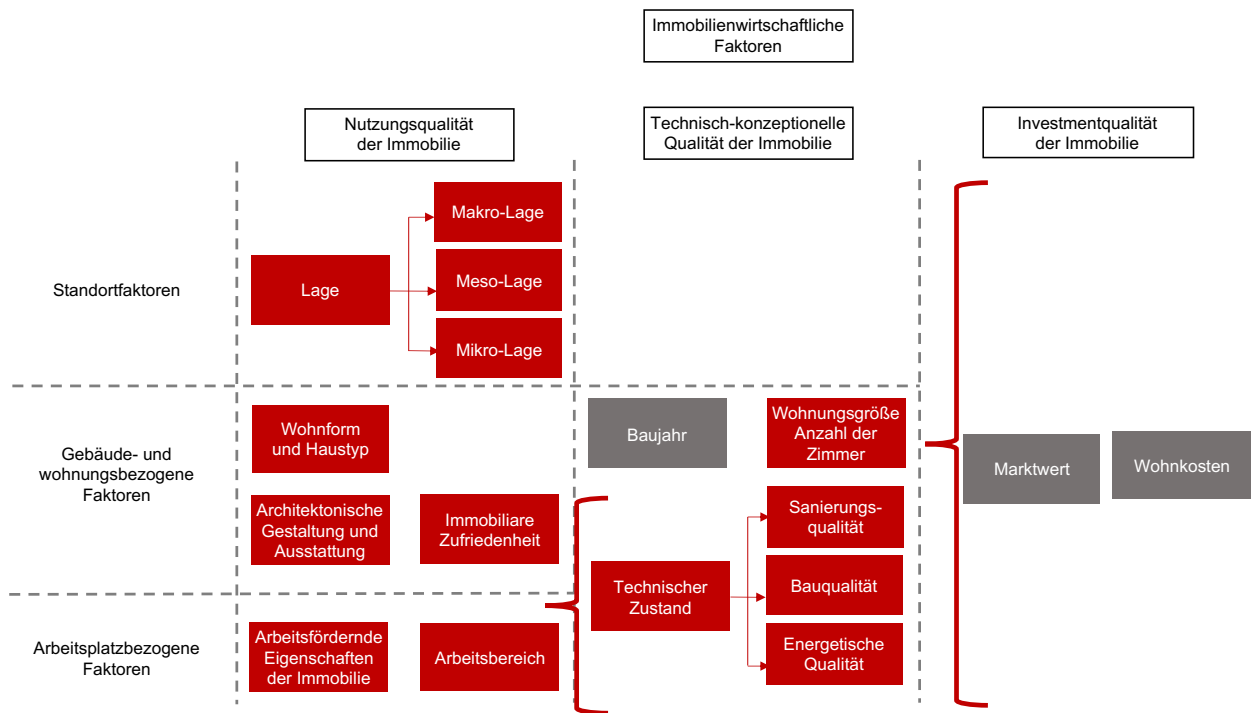 Immobilienwirtschaftliche
Faktoren
Nutzungsqualität
der Immobilie
Technisch-konzeptionelle
Qualität der Immobilie
Investmentqualität
der Immobilie
Standortfaktoren
Lage
Makro-Lage
Meso-Lage
Mikro-Lage
Gebäude- und
wohnungsbezogene
Faktoren
Wohnform
und Haustyp
Architektonische
Gestaltung und
Ausstattung
Immobiliare
Zufriedenheit
Baujahr
Wohnungsgröße
Anzahl der
Zimmer
Technischer
Zustand
Sanierungs-
qualität
Bauqualität
Energetische
Qualität
Marktwert
Wohnkosten
Arbeitsplatzbezogene
Faktoren
Arbeitsfördernde
Eigenschaften
der Immobilie
Arbeitsbereich